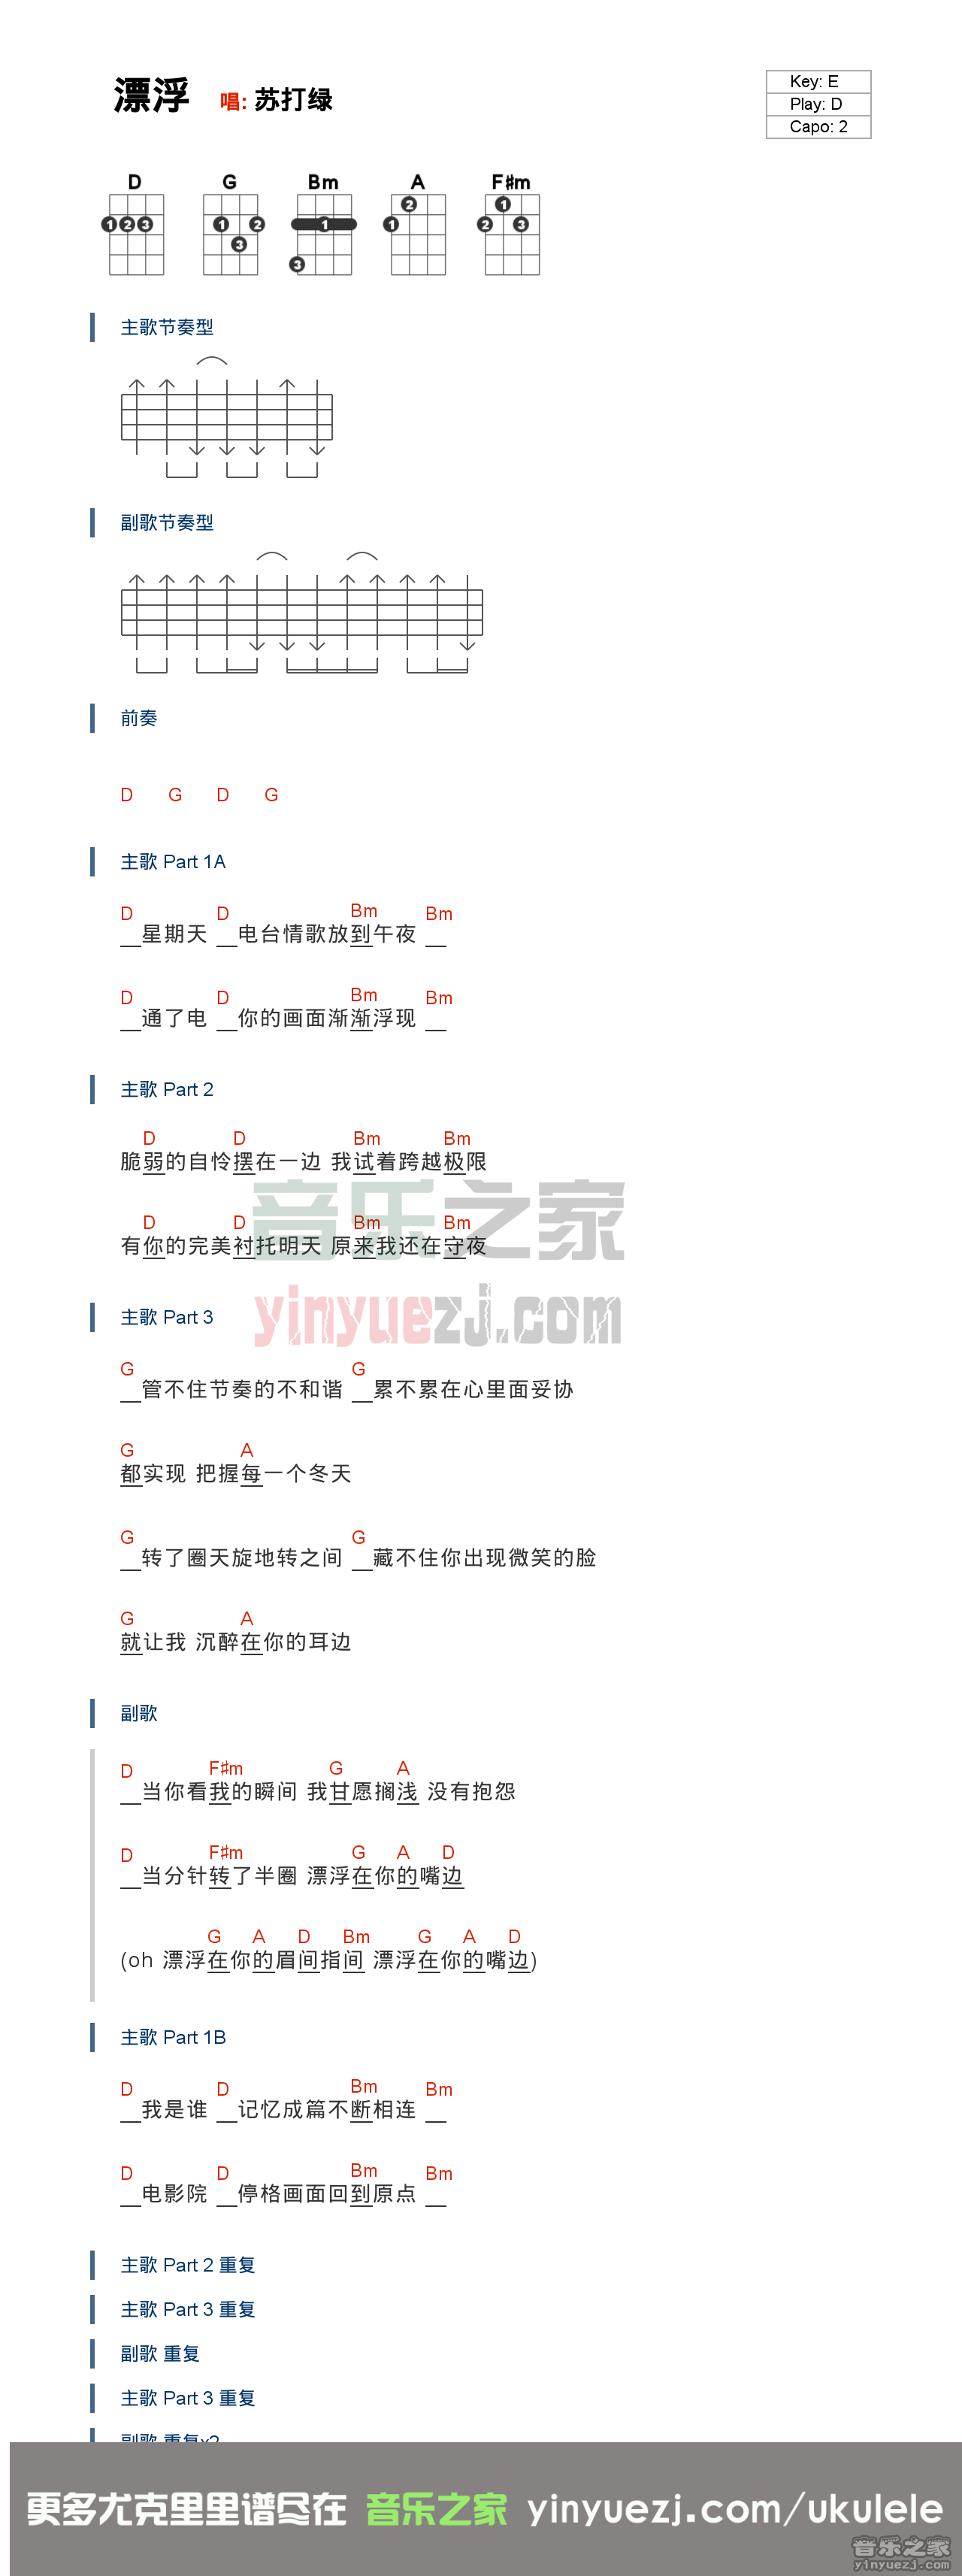 漂浮 唱: 苏打绿
Key: E
Play: D
Capo: 2
D G Bm A F♯m
1 2 3 1 2 3 1 3 2 1 1 2 3
主歌节奏型
副歌节奏型
前奏
D G D G
主歌 Part 1A
D D Bm Bm
__星期天 __电台情歌放到午夜 __
D D Bm Bm
__通了电 __你的画面渐渐浮现 __
主歌 Part 2
D D Bm Bm
脆弱的自怜摆在一边 我试着跨越极限
D D Bm Bm
有你的完美衬托明天 原来我还在守夜
音乐之家
yinyuezj.com
主歌 Part 3
G G
__管不住节奏的不和谐 __累不累在心里面妥协
G A
都实现 把握每一个冬天
G G
__转了圈天旋地转之间 __藏不住你出现微笑的脸
G A
就让我 沉醉在你的耳边
副歌
D F♯m G A
__当你看我的瞬间 我甘愿搁浅 没有抱怨
D F♯m G A D
__当分针转了半圈 漂浮在你的嘴边
G A D Bm G A D
(oh 漂浮在你的眉间指间 漂浮在你的嘴边)
主歌 Part 1B
D D Bm Bm
__我是谁 __记忆成篇不断相连 __
D D Bm Bm
__电影院 __停格画面回到原点 __
主歌 Part 2 重复
主歌 Part 3 重复
副歌 重复
主歌 Part 3 重复
副歌 重复x2
更多尤克里里谱尽在 音乐之家 yinyuezj.com/ukulele
音乐之家
yinyuezj.com